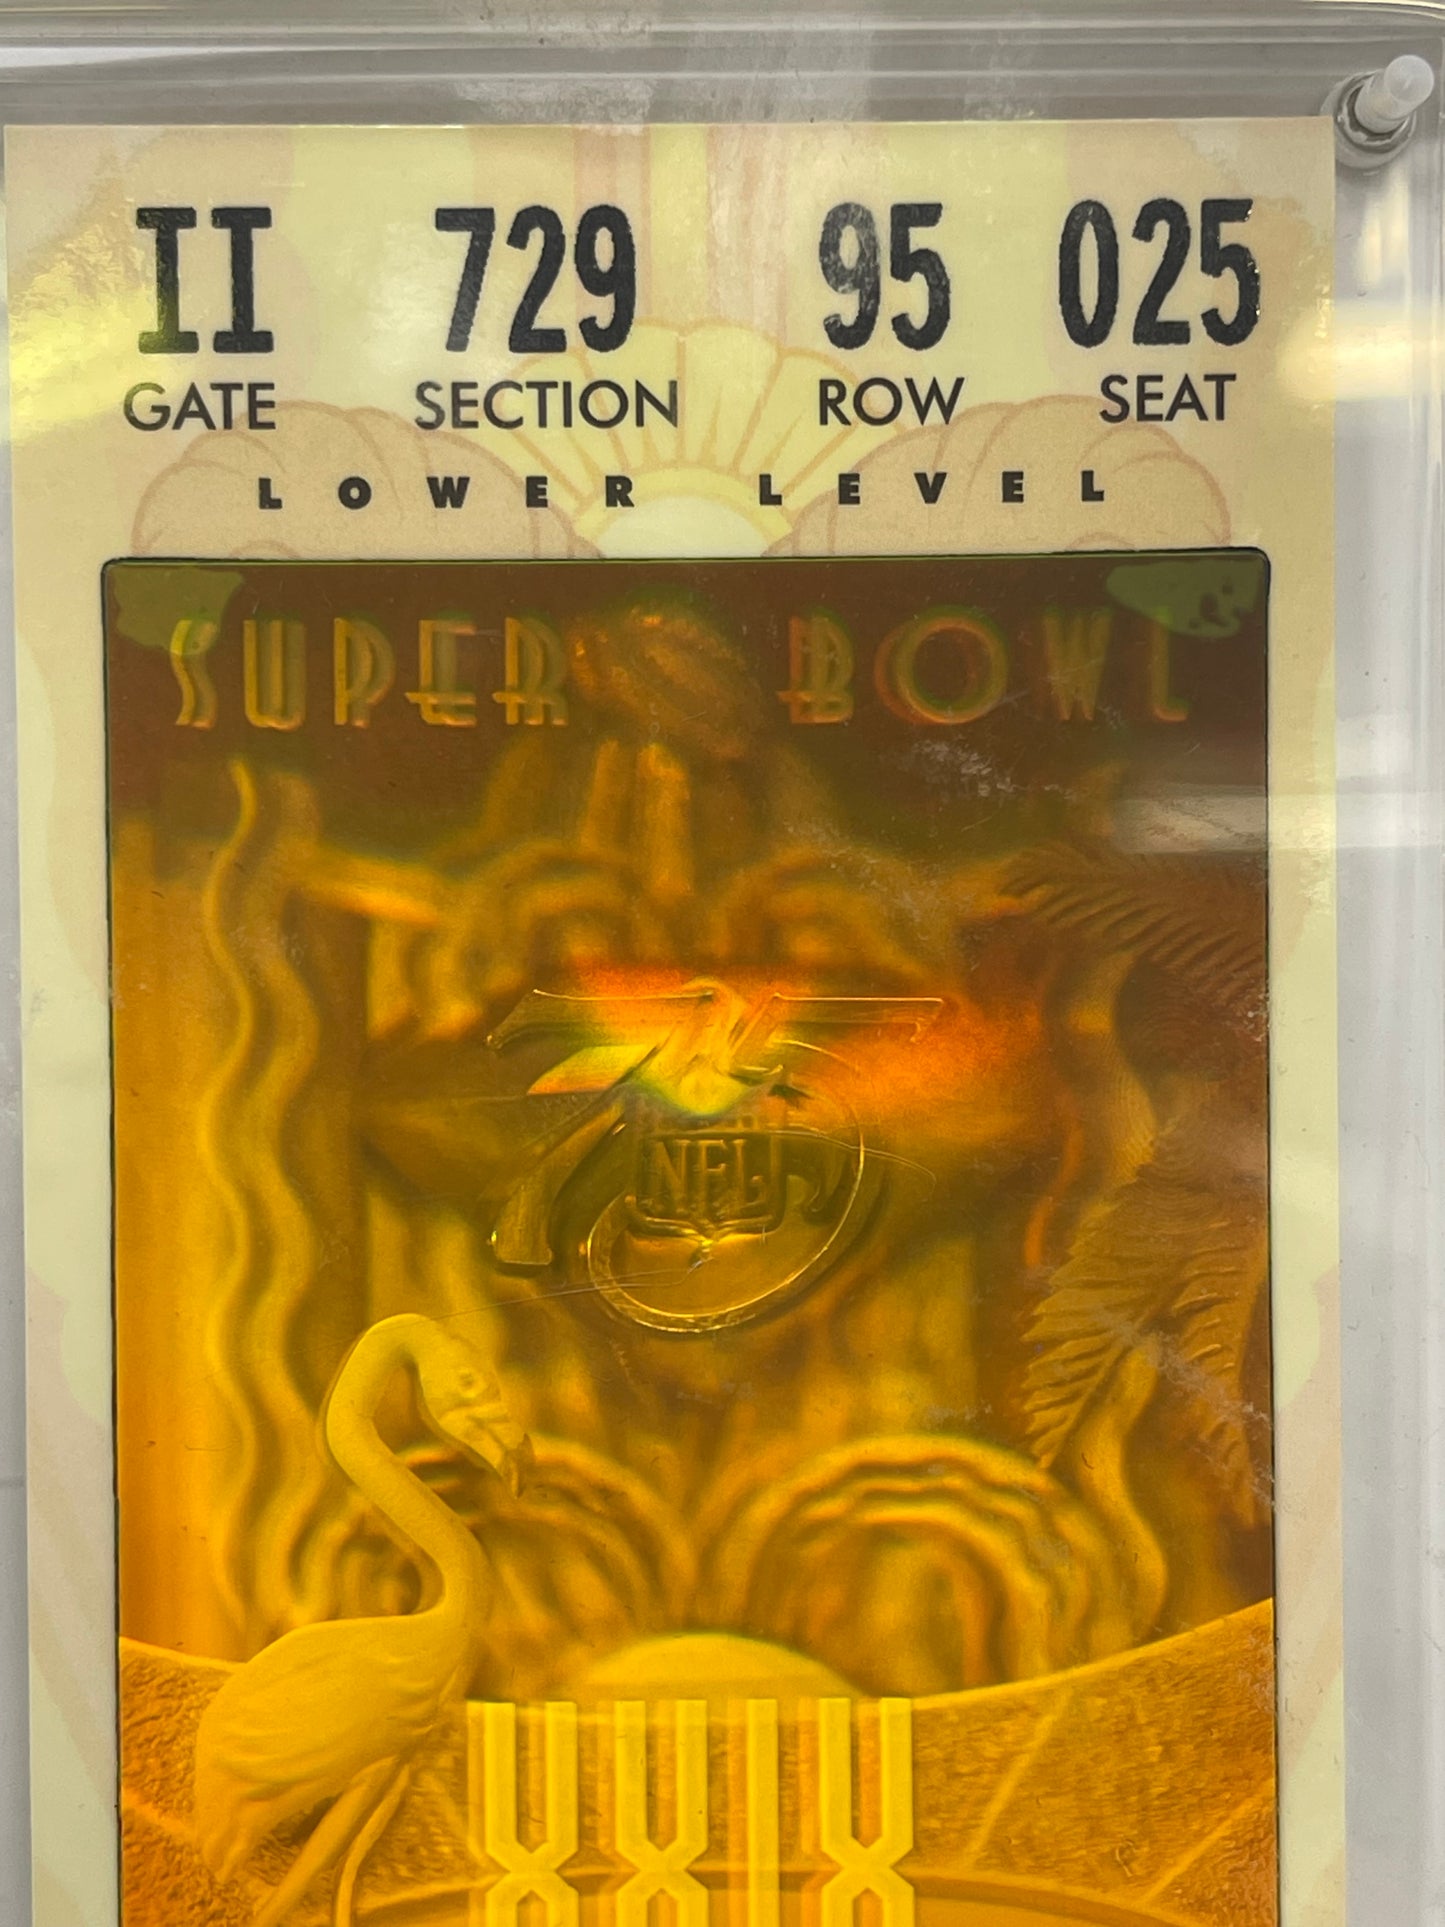 II 729 95 025
GATE SECTION ROW SEAT
LOWER LEVEL
SUPER BOWL
75
NFL
XXIX